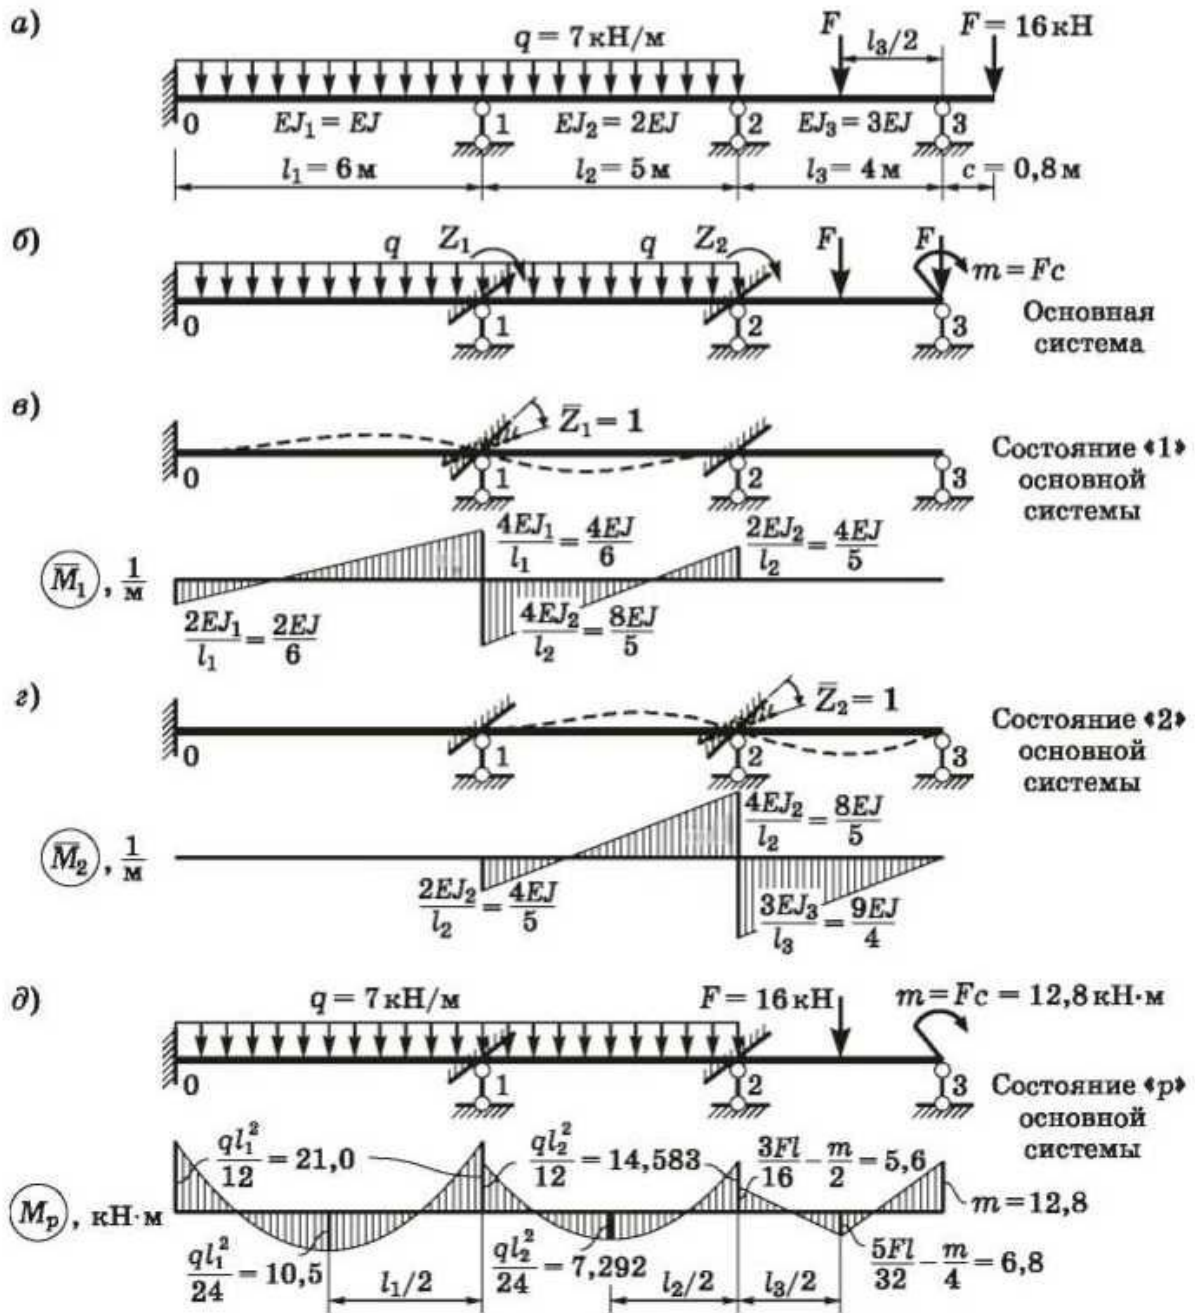 а)
F
F = 16 кН
q = 7 кН/м
l₃/2
0
EJ₁ = EJ
1
EJ₂ = 2EJ
2
EJ₃ = 3EJ
3
l₁ = 6 м
l₂ = 5 м
l₃ = 4 м
c = 0,8 м
б)
q
Z₁
q
Z₂
F
F
m = Fc
0
1
2
3
Основная
система
в)
Z̅₁ = 1
0
1
2
3
Состояние «1»
основной
системы
M̅₁, 1/м
4EJ₁/l₁ = 4EJ/6
2EJ₂/l₂ = 4EJ/5
2EJ₁/l₁ = 2EJ/6
4EJ₂/l₂ = 8EJ/5
г)
Z̅₂ = 1
0
1
2
3
Состояние «2»
основной
системы
M̅₂, 1/м
4EJ₂/l₂ = 8EJ/5
2EJ₂/l₂ = 4EJ/5
3EJ₃/l₃ = 9EJ/4
д)
q = 7 кН/м
F = 16 кН
m = Fc = 12,8 кН·м
0
1
2
3
Состояние «р»
основной
системы
Mₚ, кН·м
ql₁²/12 = 21,0
ql₂²/12 = 14,583
3Fl/16 − m/2 = 5,6
m = 12,8
ql₁²/24 = 10,5
l₁/2
ql₂²/24 = 7,292
l₂/2
l₃/2
5Fl/32 − m/4 = 6,8